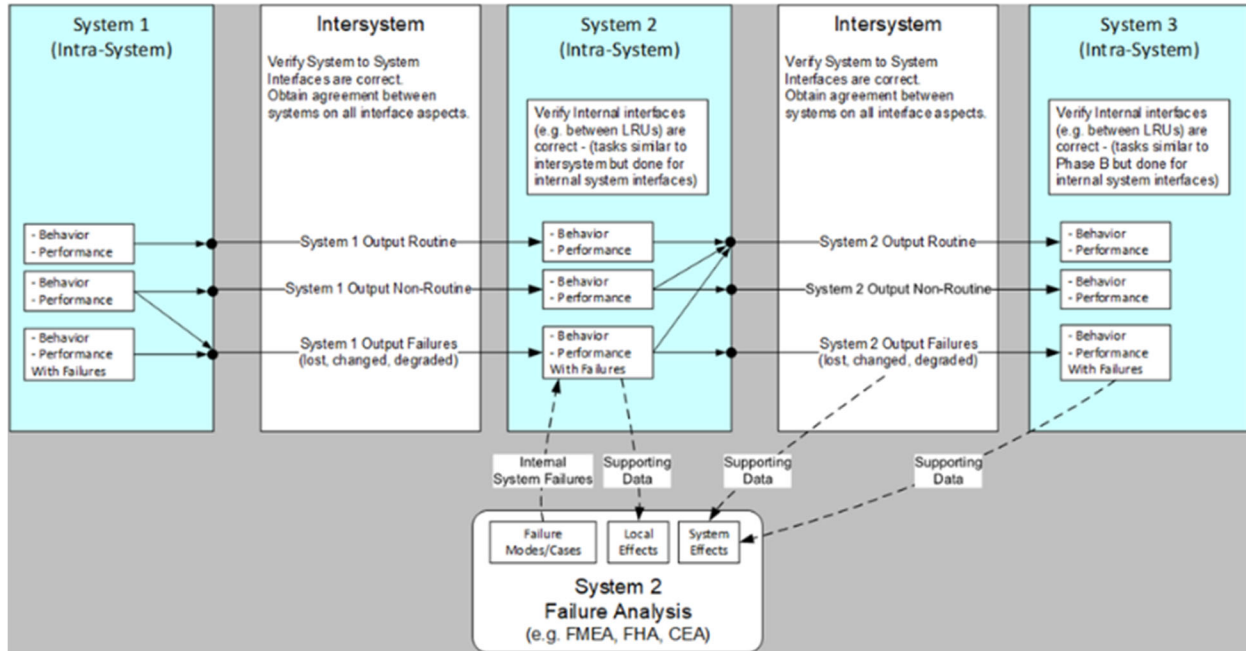 System 1
(Intra-System)
- Behavior
- Performance
- Behavior
- Performance
- Behavior
- Performance
With Failures
Intersystem
Verify System to System
Interfaces are correct.
Obtain agreement between
systems on all interface aspects.
System 1 Output Routine
System 1 Output Non-Routine
System 1 Output Failures
(lost, changed, degraded)
System 2
(Intra-System)
Verify Internal interfaces
(e.g. between LRUs) are
correct - (tasks similar to
intersystem but done for
internal system interfaces)
- Behavior
- Performance
- Behavior
- Performance
- Behavior
- Performance
With Failures
Intersystem
Verify System to System
Interfaces are correct.
Obtain agreement between
systems on all interface aspects.
System 2 Output Routine
System 2 Output Non-Routine
System 2 Output Failures
(lost, changed, degraded)
System 3
(Intra-System)
Verify Internal interfaces
(e.g. between LRUs) are
correct - (tasks similar to
Phase B but done for
internal system interfaces)
- Behavior
- Performance
- Behavior
- Performance
- Behavior
- Performance
With Failures
Internal
System Failures
Supporting
Data
Supporting
Data
Supporting
Data
Failure
Modes/Cases
Local
Effects
System
Effects
System 2
Failure Analysis
(e.g. FMEA, FHA, CEA)